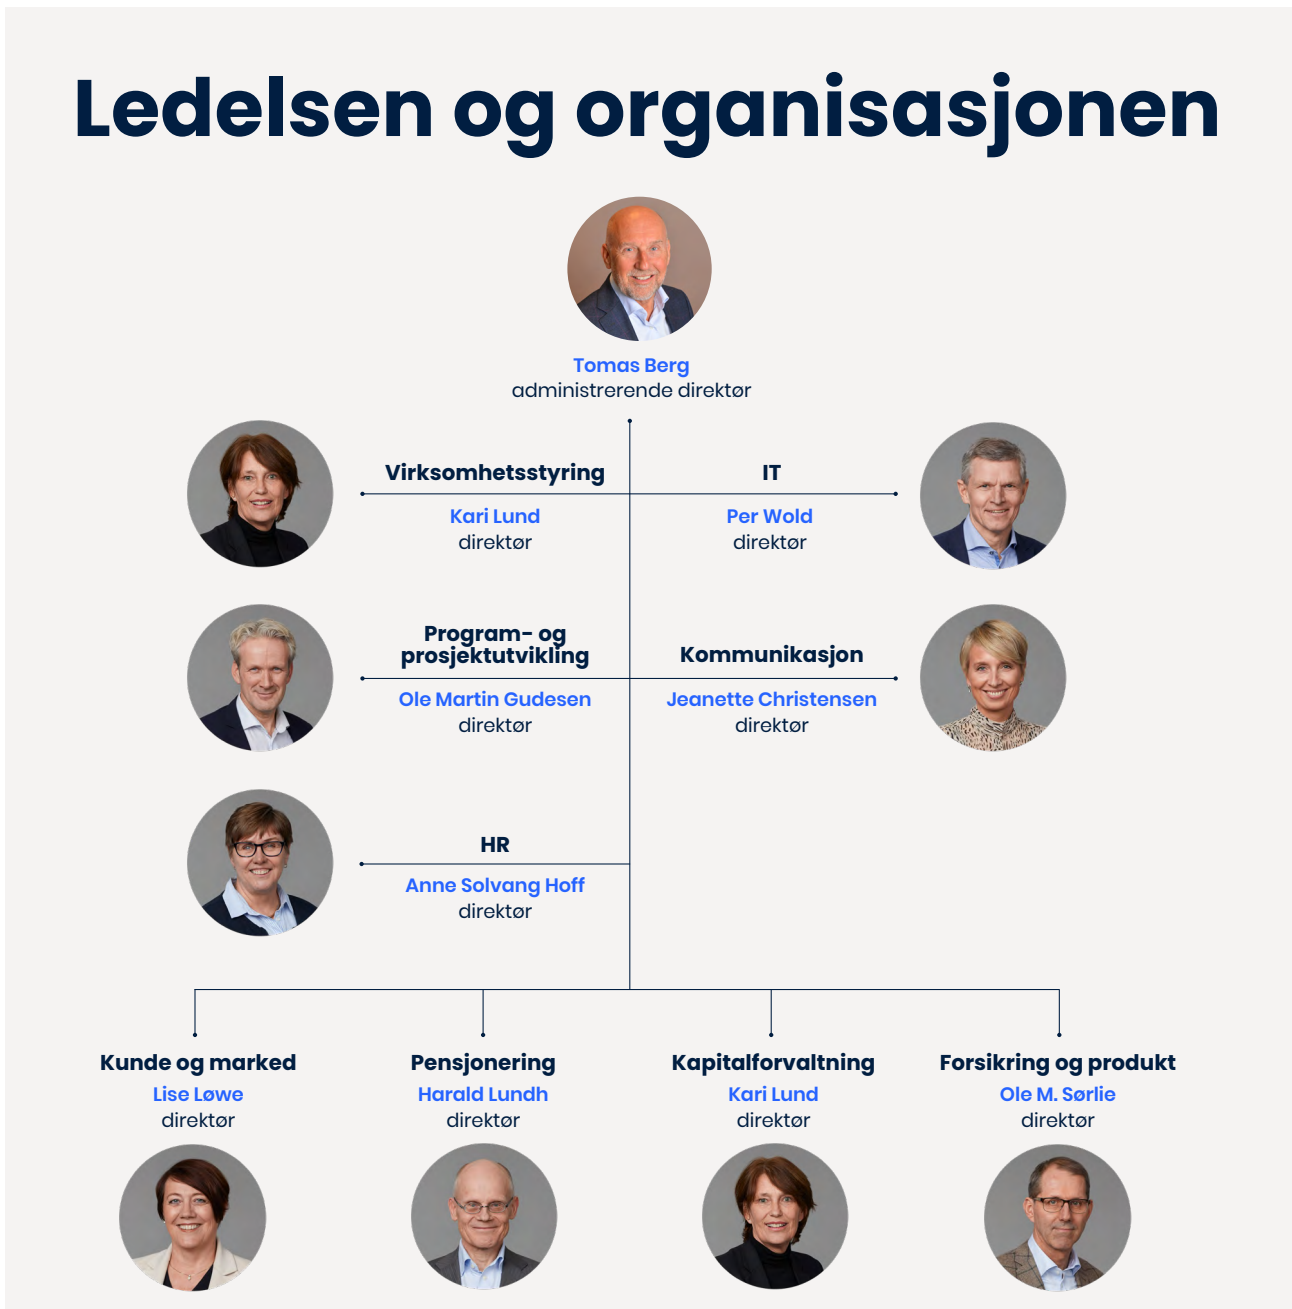 Ledelsen og organisasjonen
Tomas Berg
administrerende direktør
Virksomhetsstyring
Kari Lund
direktør
IT
Per Wold
direktør
Program- og
prosjektutvikling
Ole Martin Gudesen
direktør
Kommunikasjon
Jeanette Christensen
direktør
HR
Anne Solvang Hoff
direktør
Kunde og marked
Lise Løwe
direktør
Pensjonering
Harald Lundh
direktør
Kapitalforvaltning
Kari Lund
direktør
Forsikring og produkt
Ole M. Sørlie
direktør